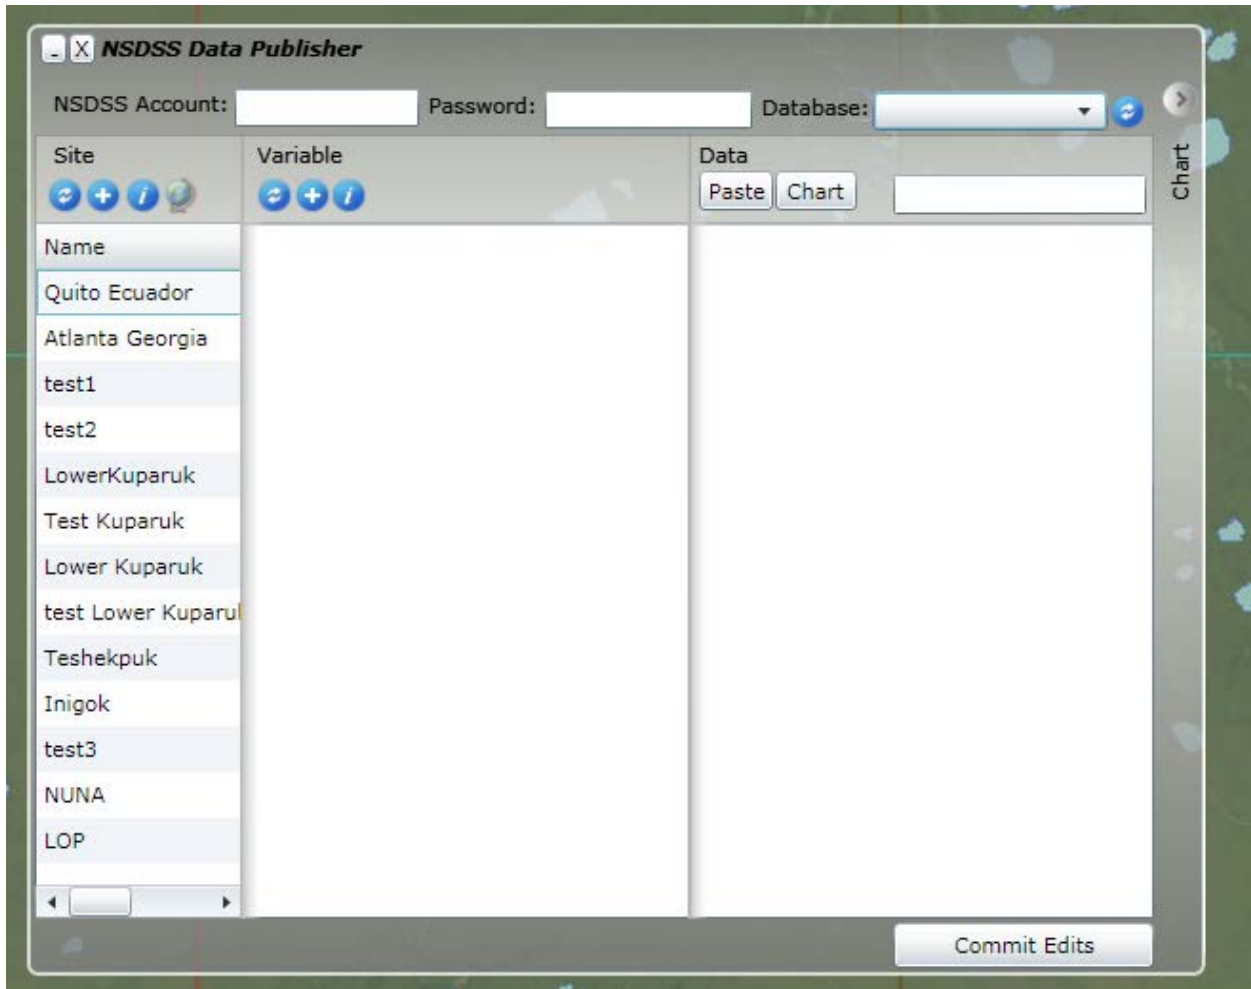 - X NSDSS Data Publisher
NSDSS Account: Password: Database:
Site Variable Data
Paste Chart
Chart
Name
Quito Ecuador
Atlanta Georgia
test1
test2
LowerKuparuk
Test Kuparuk
Lower Kuparuk
test Lower Kuparuk
Teshekpuk
Inigok
test3
NUNA
LOP
Commit Edits